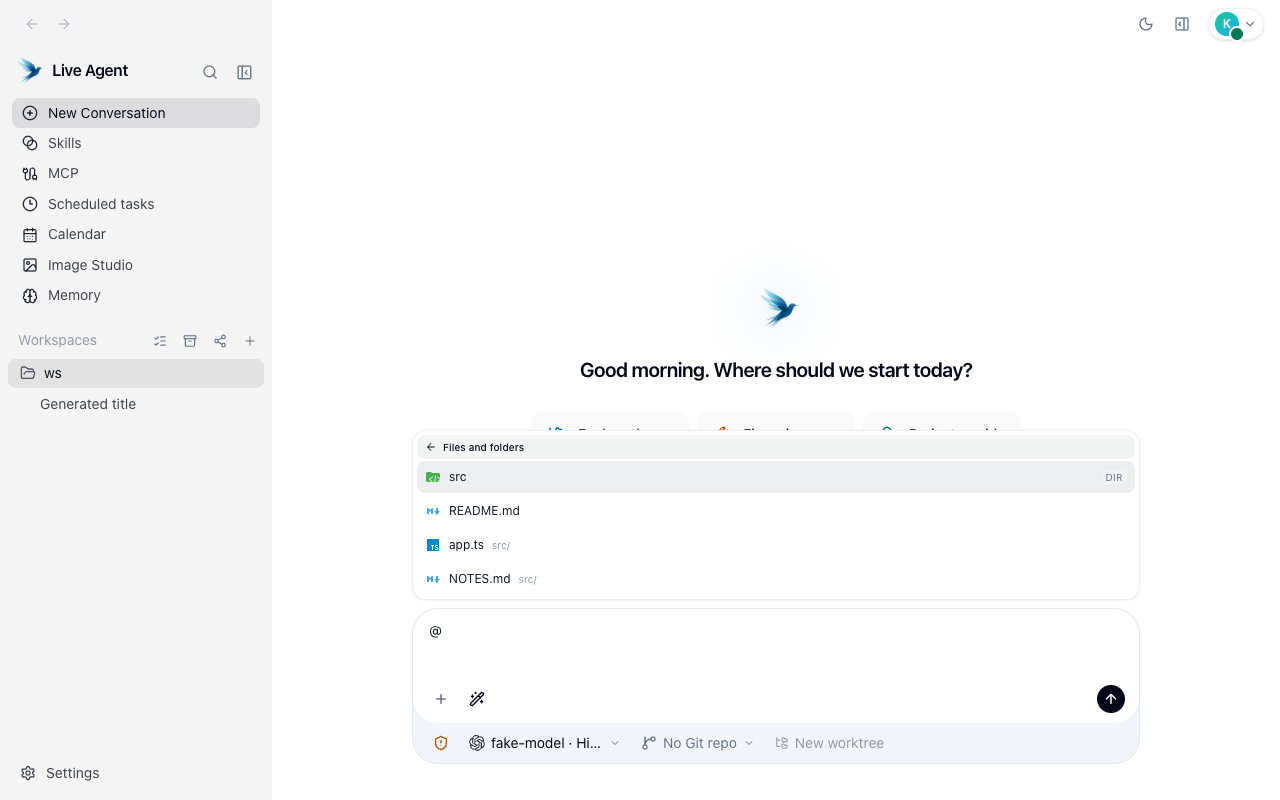 Live Agent
K
New Conversation
Skills
MCP
Scheduled tasks
Calendar
Image Studio
Memory
Workspaces
ws
Generated title
Settings
Good morning. Where should we start today?
Files and folders
src DIR
README.md
app.ts src/
NOTES.md src/
@
fake-model · Hi... No Git repo New worktree